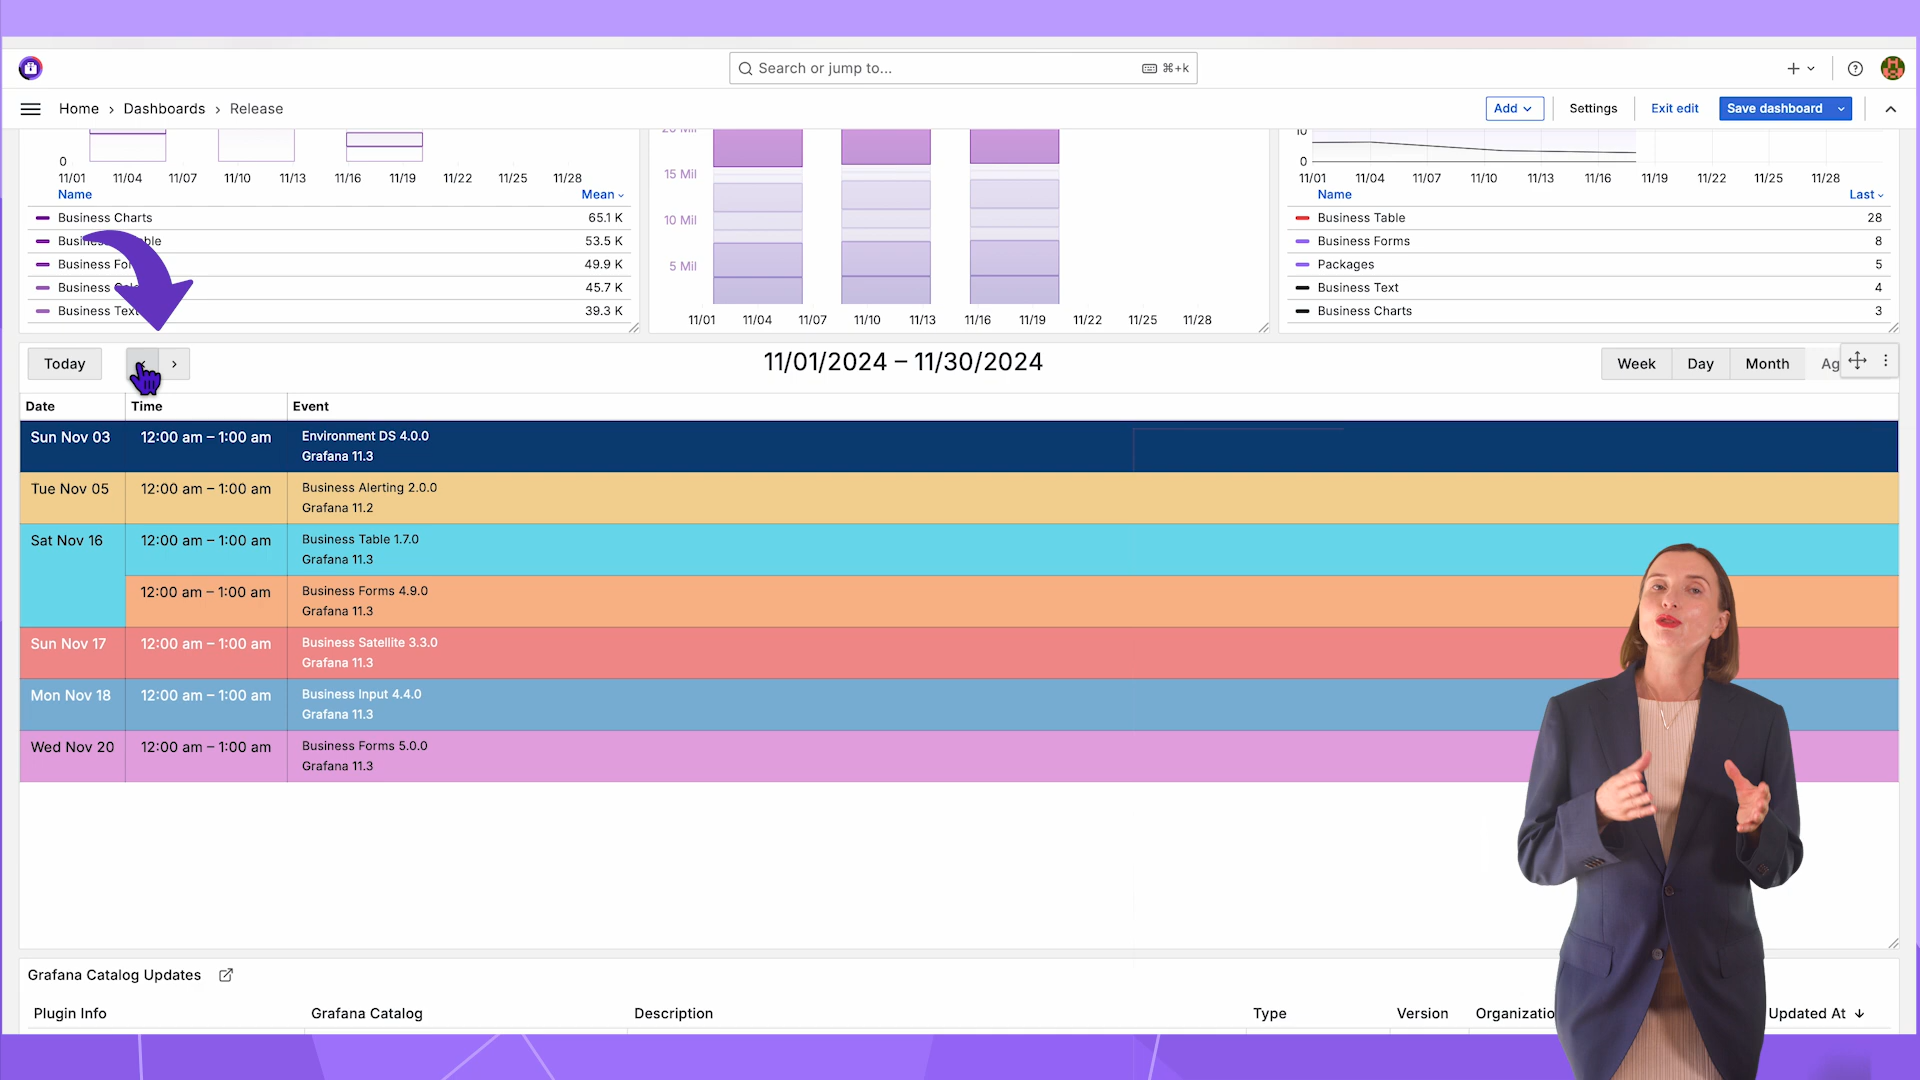 Search or jump to...
⌘+k
Home › Dashboards › Release
Add
Settings
Exit edit
Save dashboard
0
11/01 11/04 11/07 11/10 11/13 11/16 11/19 11/22 11/25 11/28
Name Mean
Business Charts 65.1 K
53.5 K
49.9 K
45.7 K
Business Text 39.3 K
15 Mil
10 Mil
5 Mil
11/01 11/04 11/07 11/10 11/13 11/16 11/19 11/22 11/25 11/28
10
0
11/01 11/04 11/07 11/10 11/13 11/16 11/19 11/22 11/25 11/28
Name Last
Business Table 28
Business Forms 8
Packages 5
Business Text 4
Business Charts 3
Today
11/01/2024 – 11/30/2024
Week Day Month Ag
Date Time Event
Sun Nov 03 12:00 am – 1:00 am Environment DS 4.0.0
Grafana 11.3
Tue Nov 05 12:00 am – 1:00 am Business Alerting 2.0.0
Grafana 11.2
Sat Nov 16 12:00 am – 1:00 am Business Table 1.7.0
Grafana 11.3
12:00 am – 1:00 am Business Forms 4.9.0
Grafana 11.3
Sun Nov 17 12:00 am – 1:00 am Business Satellite 3.3.0
Grafana 11.3
Mon Nov 18 12:00 am – 1:00 am Business Input 4.4.0
Grafana 11.3
Wed Nov 20 12:00 am – 1:00 am Business Forms 5.0.0
Grafana 11.3
Grafana Catalog Updates
Plugin Info Grafana Catalog Description Type Version Organizatio Updated At